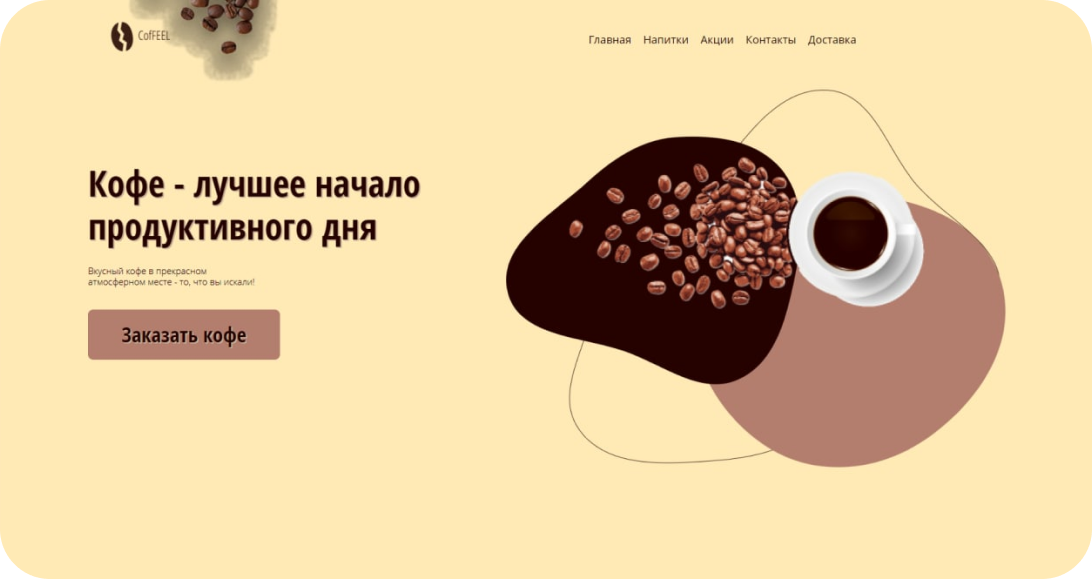 CofFEEL
Главная Напитки Акции Контакты Доставка
Кофе - лучшее начало
продуктивного дня
Вкусный кофе в прекрасном
атмосферном месте - то, что вы искали!
Заказать кофе